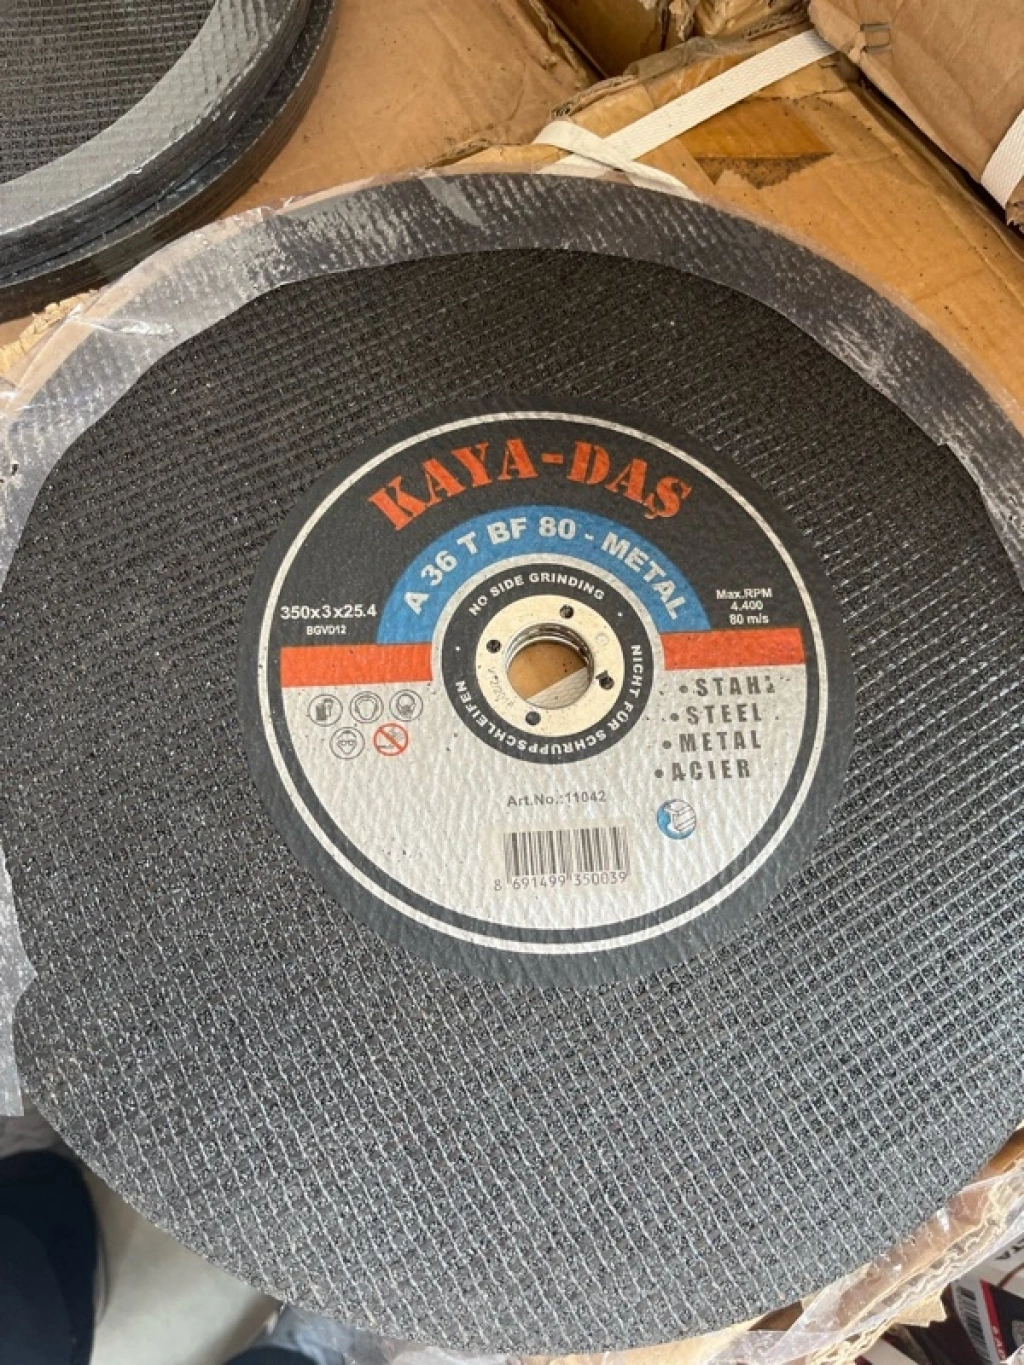 KAYA-DAŞ
A 36 T BF 80 - METAL
NO SIDE GRINDING
NICHT FÜR SCHRUPPSCHLEIFEN
350x3x25.4
BGVD12
Max.RPM
4.400
80 m/s
• STAHL
• STEEL
• METAL
• ACIER
Art.No.:11042
8 691499 350039